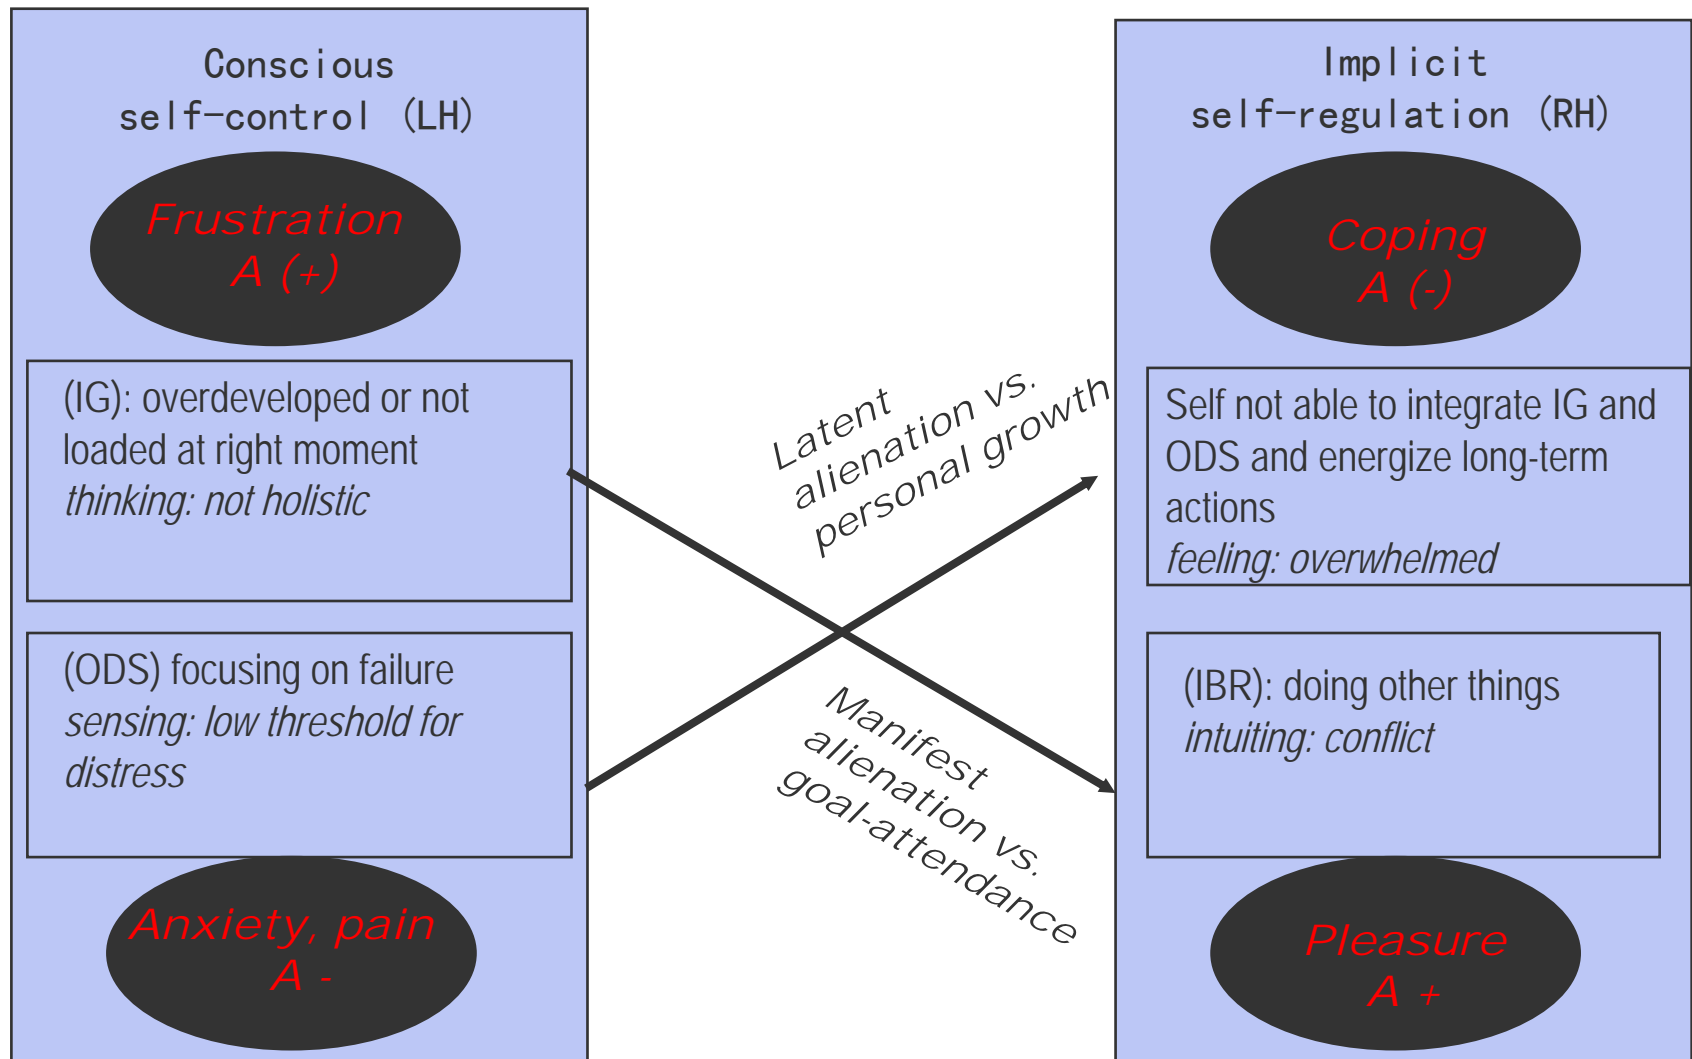 Conscious
self-control (LH)
Frustration
A (+)
(IG): overdeveloped or not
loaded at right moment
thinking: not holistic
(ODS) focusing on failure
sensing: low threshold for
distress
Anxiety, pain
A -
Latent
alienation vs.
personal growth
Manifest
alienation vs.
goal-attendance
Implicit
self-regulation (RH)
Coping
A (-)
Self not able to integrate IG and
ODS and energize long-term
actions
feeling: overwhelmed
(IBR): doing other things
intuiting: conflict
Pleasure
A +